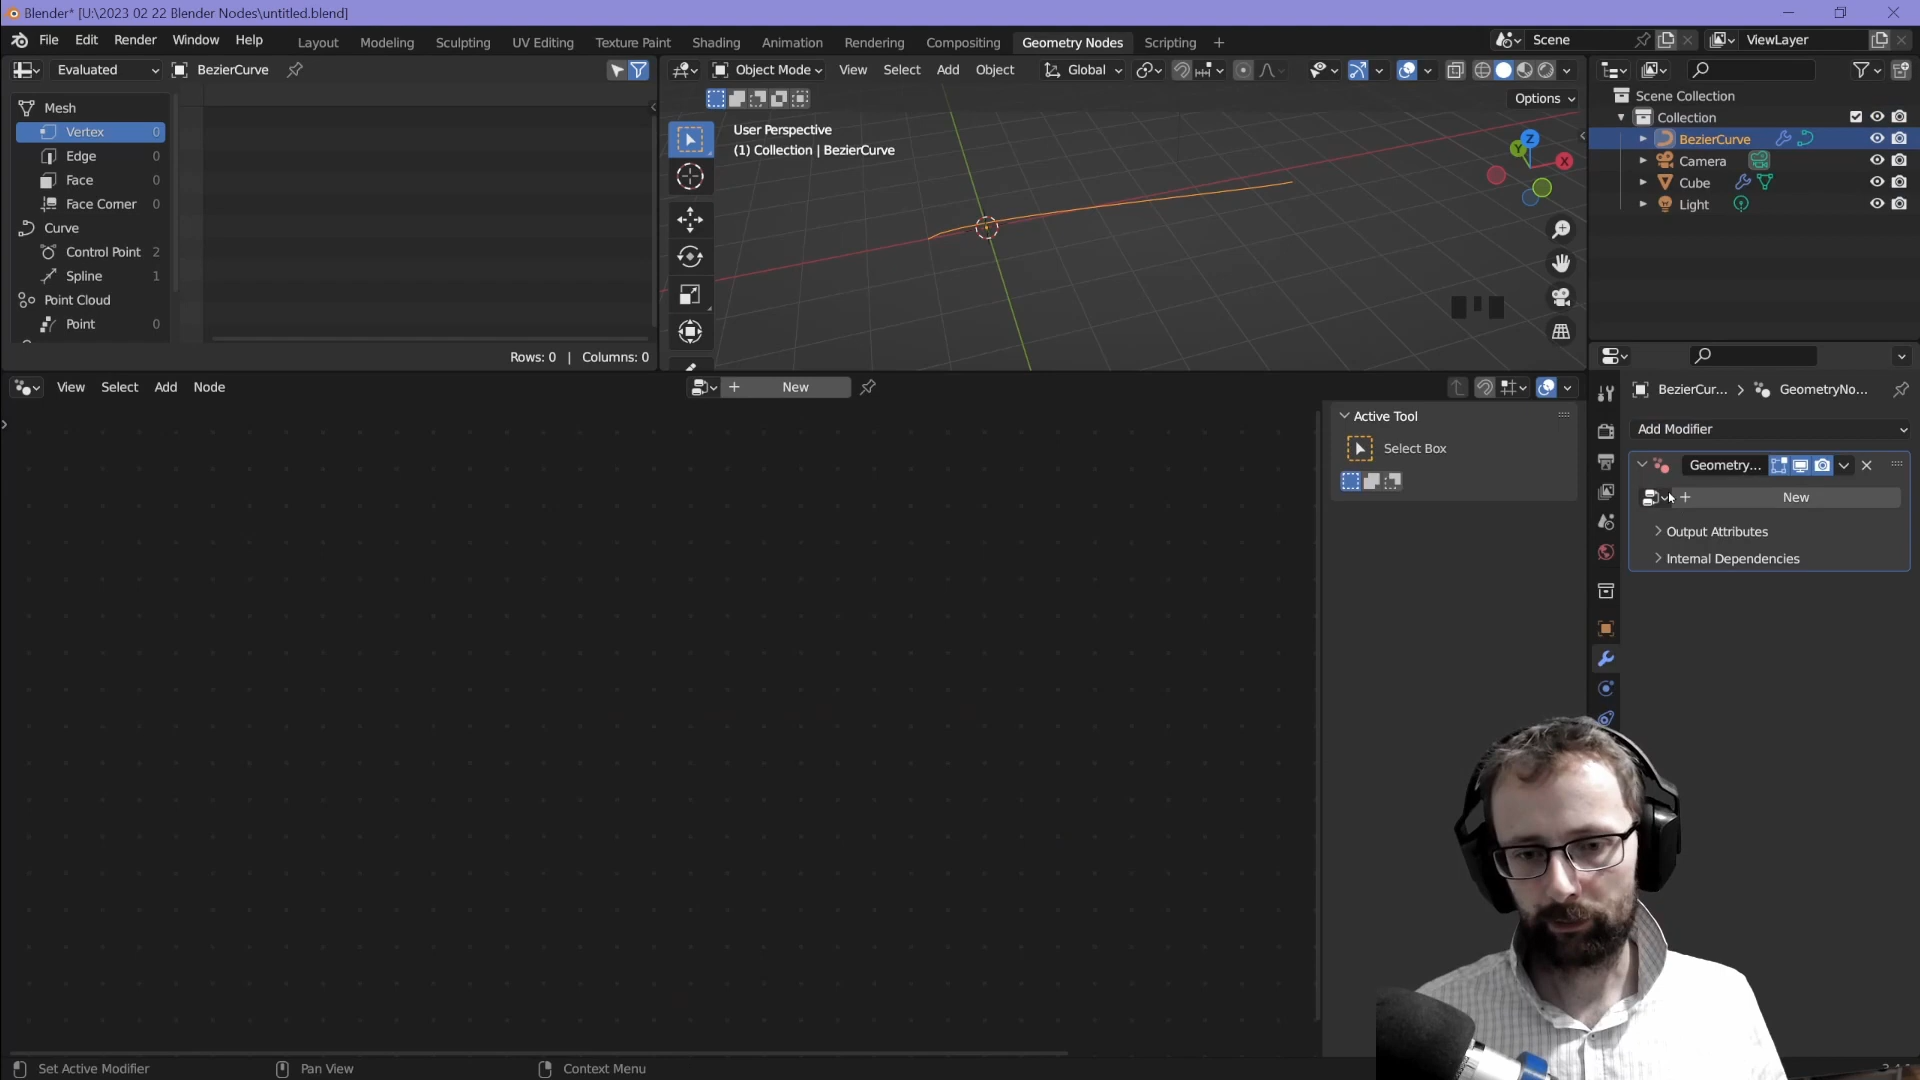 Blender* [U:\2023 02 22 Blender Nodes\untitled.blend]
File Edit Render Window Help Layout Modeling Sculpting UV Editing Texture Paint Shading Animation Rendering Compositing Geometry Nodes Scripting + Scene ViewLayer
Evaluated BezierCurve
Object Mode View Select Add Object Global
Options
Mesh
Vertex 0
Edge 0
Face 0
Face Corner 0
Curve
Control Point 2
Spline 1
Point Cloud
Point 0
Rows: 0 | Columns: 0
User Perspective
(1) Collection | BezierCurve
Z
Y
X
Scene Collection
Collection
BezierCurve
Camera
Cube
Light
View Select Add Node
+ New
Active Tool
Select Box
BezierCur... > GeometryNo...
Add Modifier
Geometry...
+ New
Output Attributes
Internal Dependencies
Set Active Modifier Pan View Context Menu